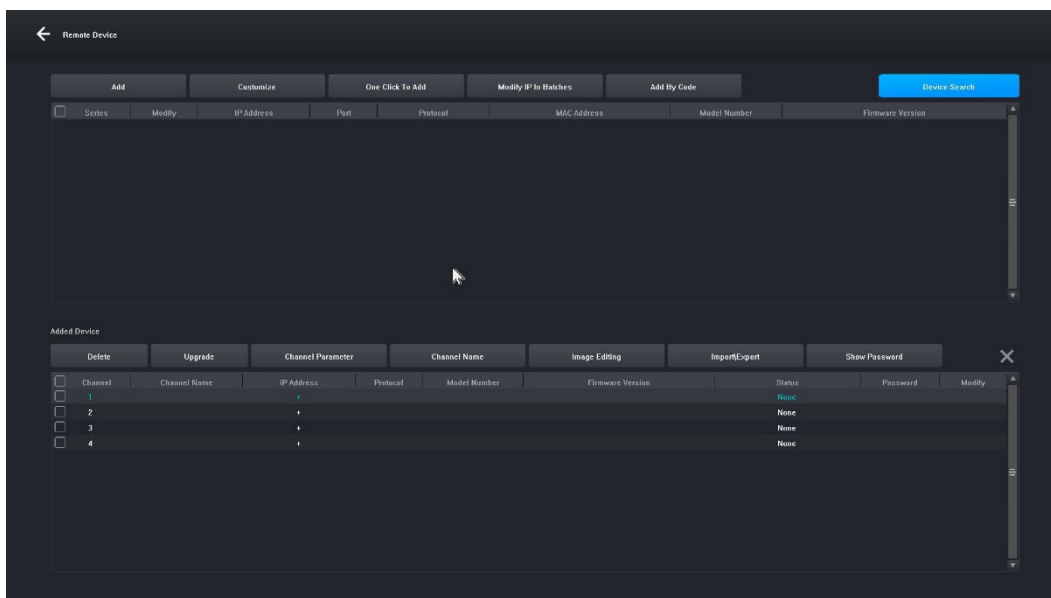 Remote Device
Add Customize One Click To Add Modify IP In Batches Add By Code Device Search
Series Modify IP Address Port Protocol MAC Address Model Number Firmware Version
Added Device
Delete Upgrade Channel Parameter Channel Name Image Editing Import/Export Show Password
Channel Channel Name IP Address Protocol Model Number Firmware Version Status Password Modify
1 + None
2 + None
3 + None
4 + None